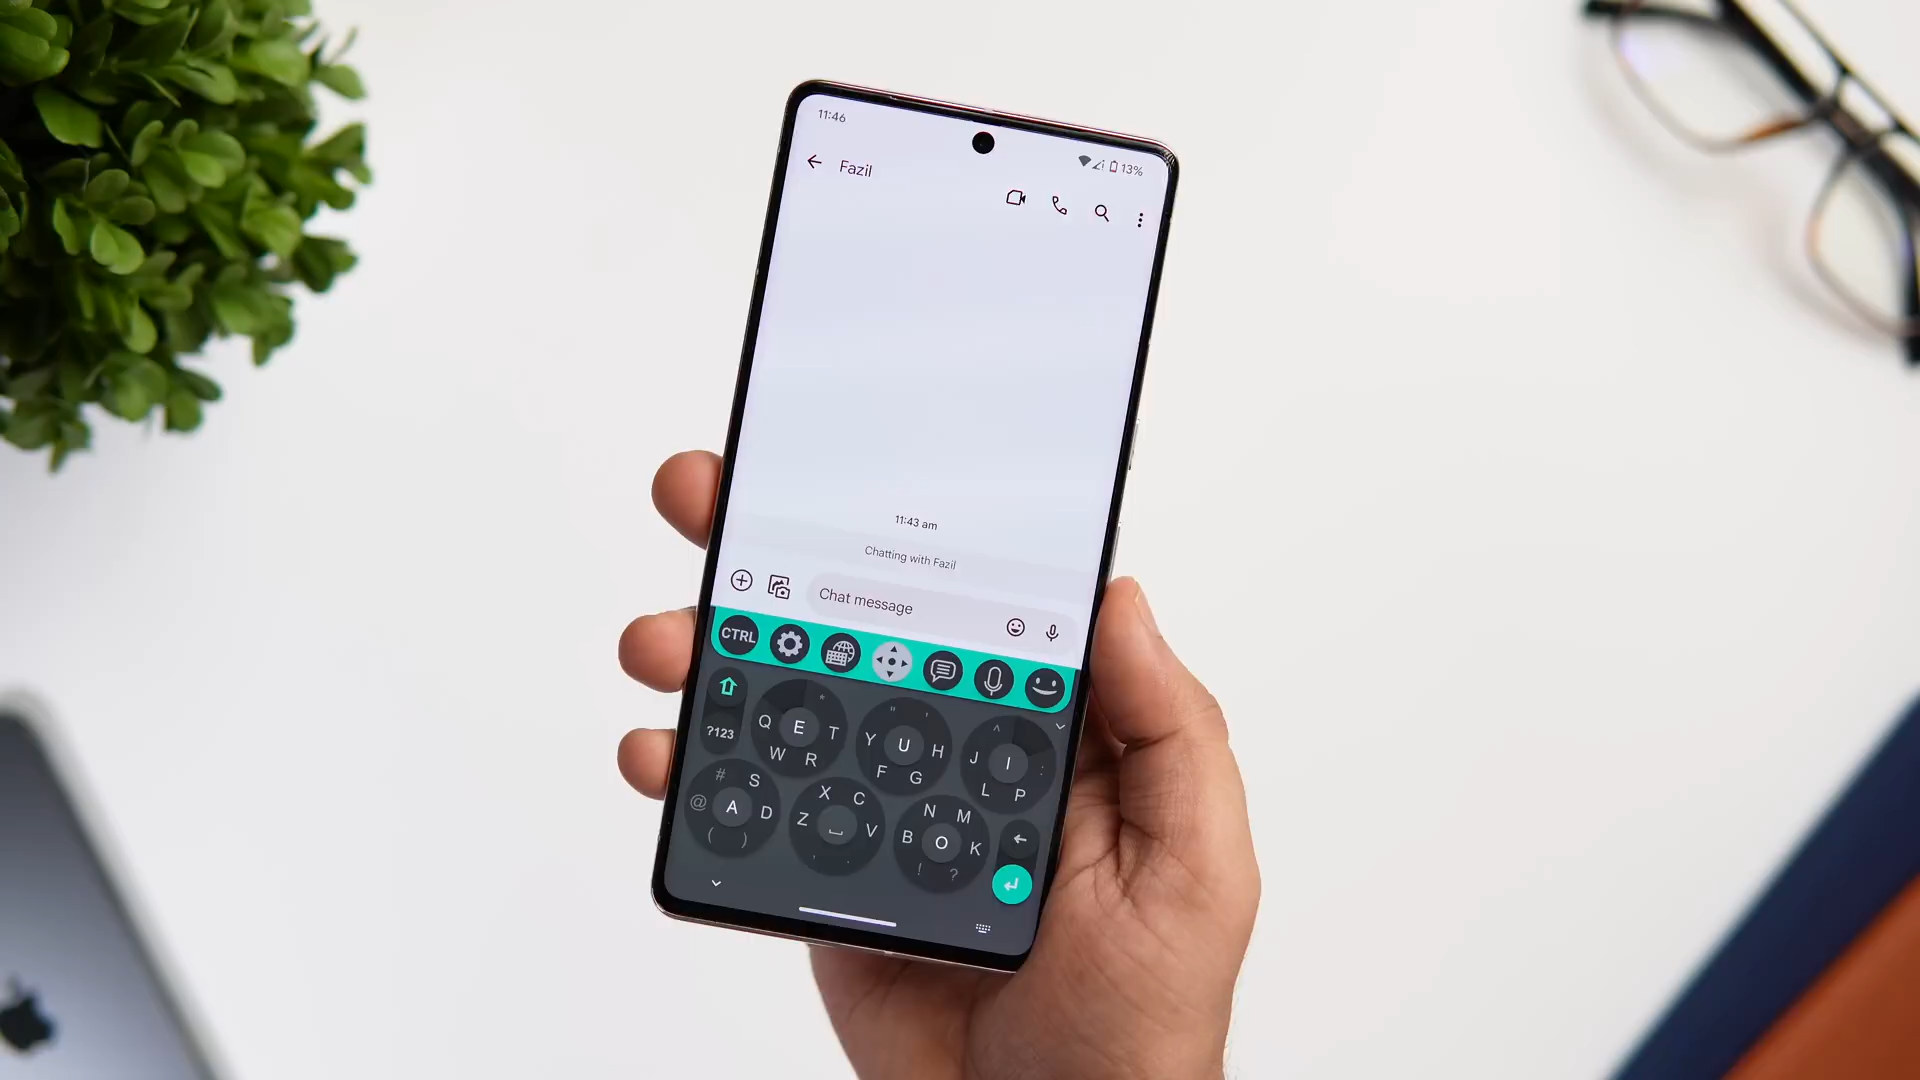 11:46
13%
Fazil
11:43 am
Chatting with Fazil
Chat message
CTRL
?123
Q E T W R *
Y U H F G " '
J I L P ^ :
# S @ A D ( )
X C Z V , .
N M B O K ! ?